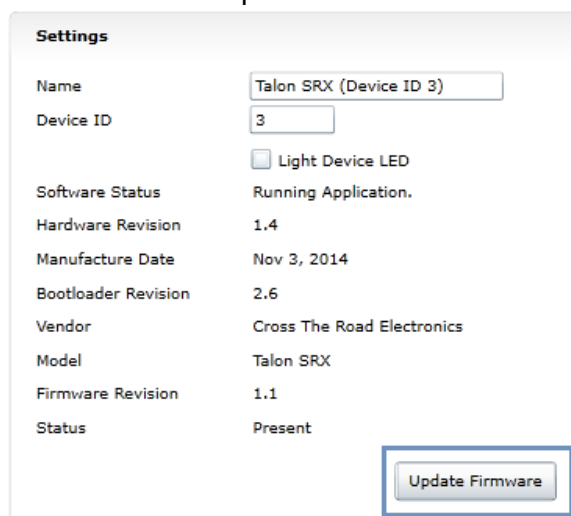 Settings
Name Talon SRX (Device ID 3)
Device ID 3
Light Device LED
Software Status Running Application.
Hardware Revision 1.4
Manufacture Date Nov 3, 2014
Bootloader Revision 2.6
Vendor Cross The Road Electronics
Model Talon SRX
Firmware Revision 1.1
Status Present
Update Firmware